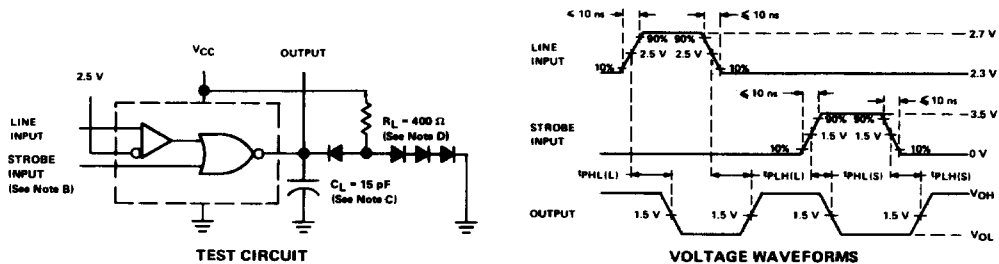 VCC
OUTPUT
2.5 V
LINE
INPUT
STROBE
INPUT
(See Note B)
RL = 400 Ω
(See Note D)
CL = 15 pF
(See Note C)
TEST CIRCUIT
≤ 10 ns
≤ 10 ns
LINE
INPUT
90% 90%
2.5 V 2.5 V
10%
10%
2.7 V
2.3 V
≤ 10 ns
≤ 10 ns
STROBE
INPUT
90% 90%
1.5 V 1.5 V
10%
10%
3.5 V
0 V
tPHL(L)
tPLH(L)
tPHL(S)
tPLH(S)
OUTPUT
1.5 V
1.5 V
1.5 V
1.5 V
VOH
VOL
VOLTAGE WAVEFORMS